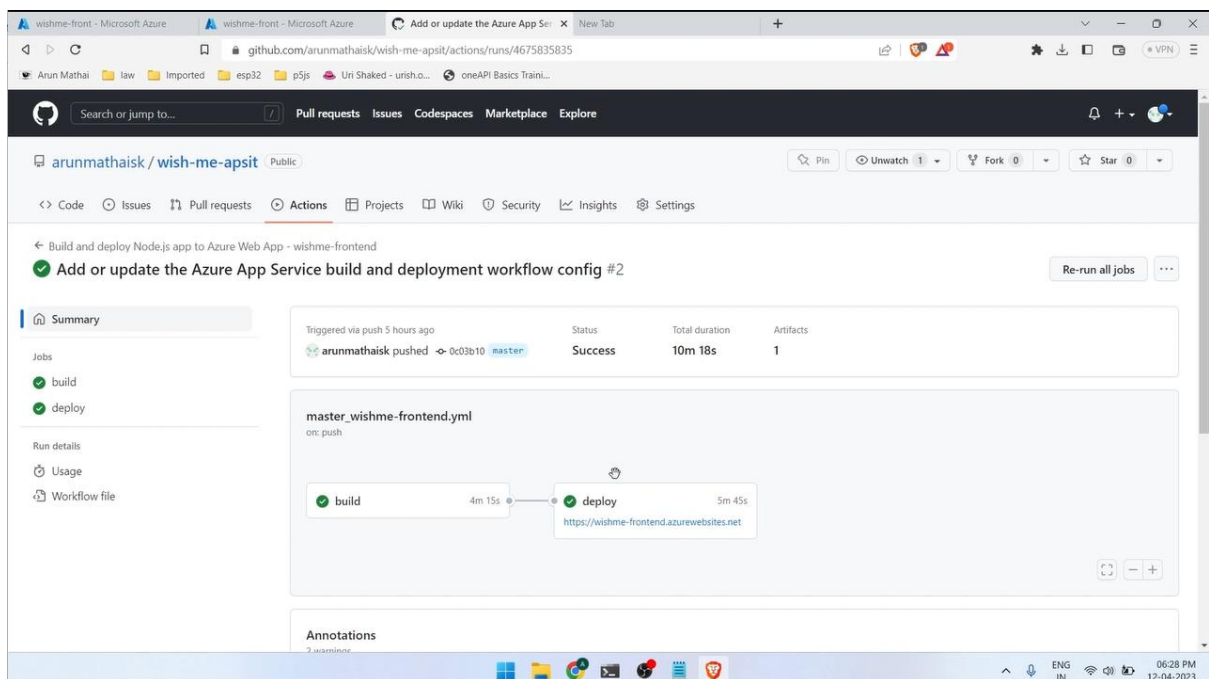 wishme-front - Microsoft Azure
wishme-front - Microsoft Azure
Add or update the Azure App Ser
New Tab
github.com/arunmathaisk/wish-me-apsit/actions/runs/4675835835
VPN
Arun Mathai
law
Imported
esp32
p5js
Uri Shaked - urish.o...
oneAPI Basics Traini...
Search or jump to...
/
Pull requests
Issues
Codespaces
Marketplace
Explore
arunmathaisk / wish-me-apsit
Public
Pin
Unwatch 1
Fork 0
Star 0
<> Code
Issues
Pull requests
Actions
Projects
Wiki
Security
Insights
Settings
← Build and deploy Node.js app to Azure Web App - wishme-frontend
Add or update the Azure App Service build and deployment workflow config #2
Re-run all jobs
...
Summary
Jobs
build
deploy
Run details
Usage
Workflow file
Triggered via push 5 hours ago
arunmathaisk pushed 0c03b10 master
Status
Success
Total duration
10m 18s
Artifacts
1
master_wishme-frontend.yml
on: push
build 4m 15s
deploy 5m 45s
https://wishme-frontend.azurewebsites.net
Annotations
2 warnings
ENG
IN
06:28 PM
12-04-2023